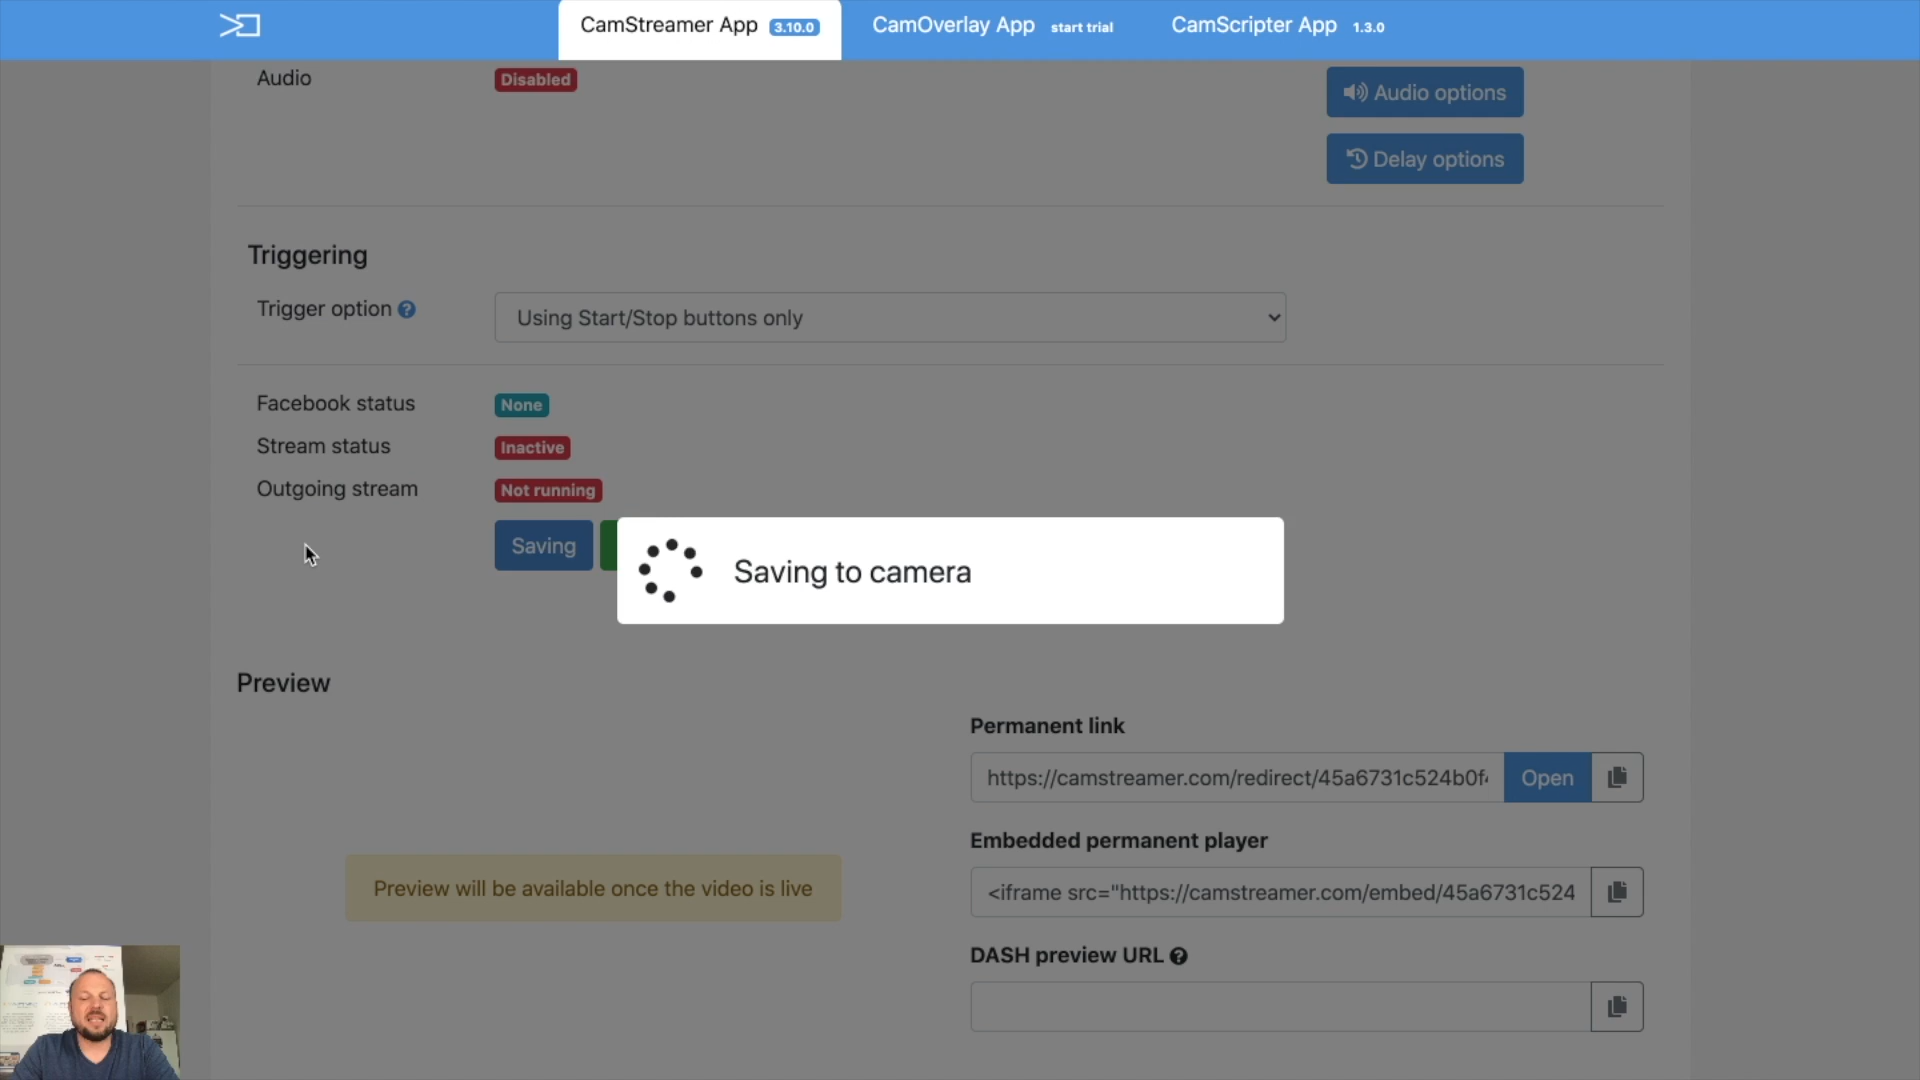 CamStreamer App 3.10.0 CamOverlay App start trial CamScripter App 1.3.0
Audio Disabled Audio options
Delay options
Triggering
Trigger option Using Start/Stop buttons only
Facebook status None
Stream status Inactive
Outgoing stream Not running
Saving
Saving to camera
Preview
Permanent link
https://camstreamer.com/redirect/45a6731c524b0f Open
Embedded permanent player
Preview will be available once the video is live
<iframe src="https://camstreamer.com/embed/45a6731c524
DASH preview URL